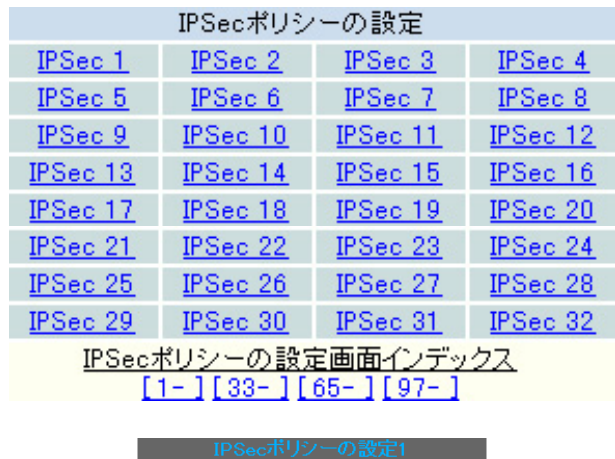 IPSecポリシーの設定
IPSec 1 IPSec 2 IPSec 3 IPSec 4
IPSec 5 IPSec 6 IPSec 7 IPSec 8
IPSec 9 IPSec 10 IPSec 11 IPSec 12
IPSec 13 IPSec 14 IPSec 15 IPSec 16
IPSec 17 IPSec 18 IPSec 19 IPSec 20
IPSec 21 IPSec 22 IPSec 23 IPSec 24
IPSec 25 IPSec 26 IPSec 27 IPSec 28
IPSec 29 IPSec 30 IPSec 31 IPSec 32
IPSecポリシーの設定画面インデックス
[1- ][33- ][65- ][97- ]
IPSecポリシーの設定1